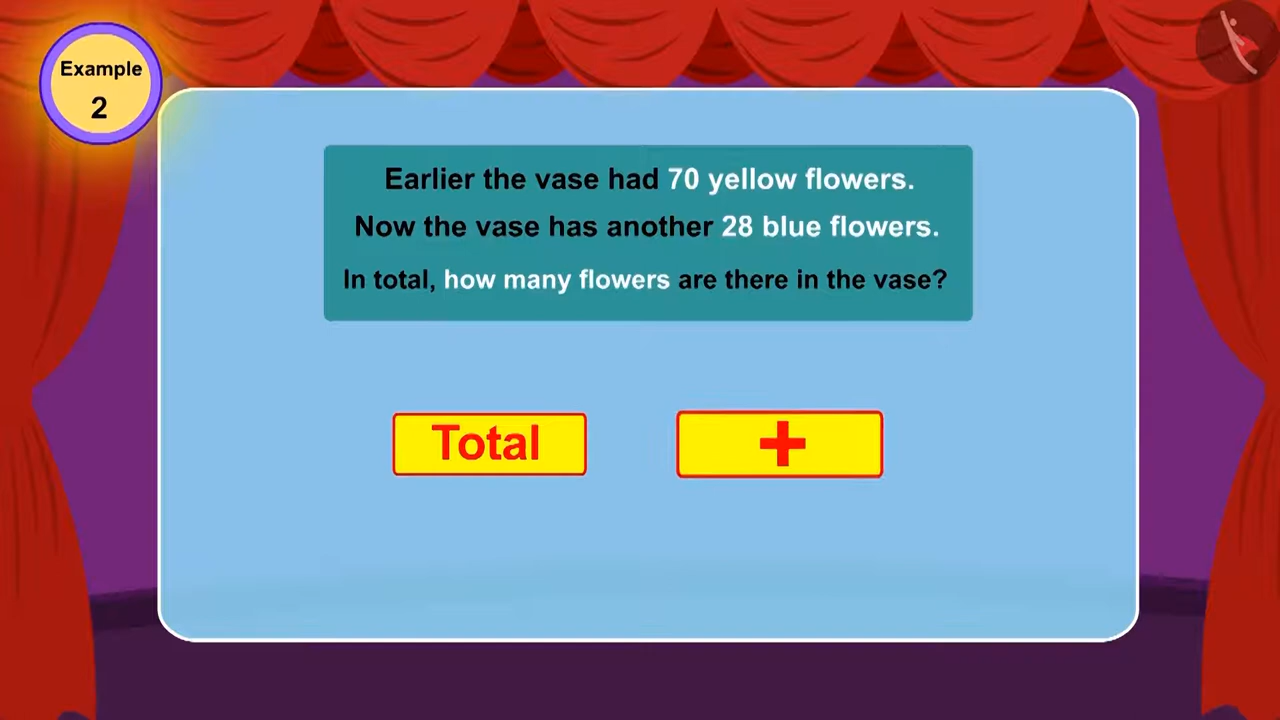 Example
2
Earlier the vase had 70 yellow flowers.
Now the vase has another 28 blue flowers.
In total, how many flowers are there in the vase?
Total +